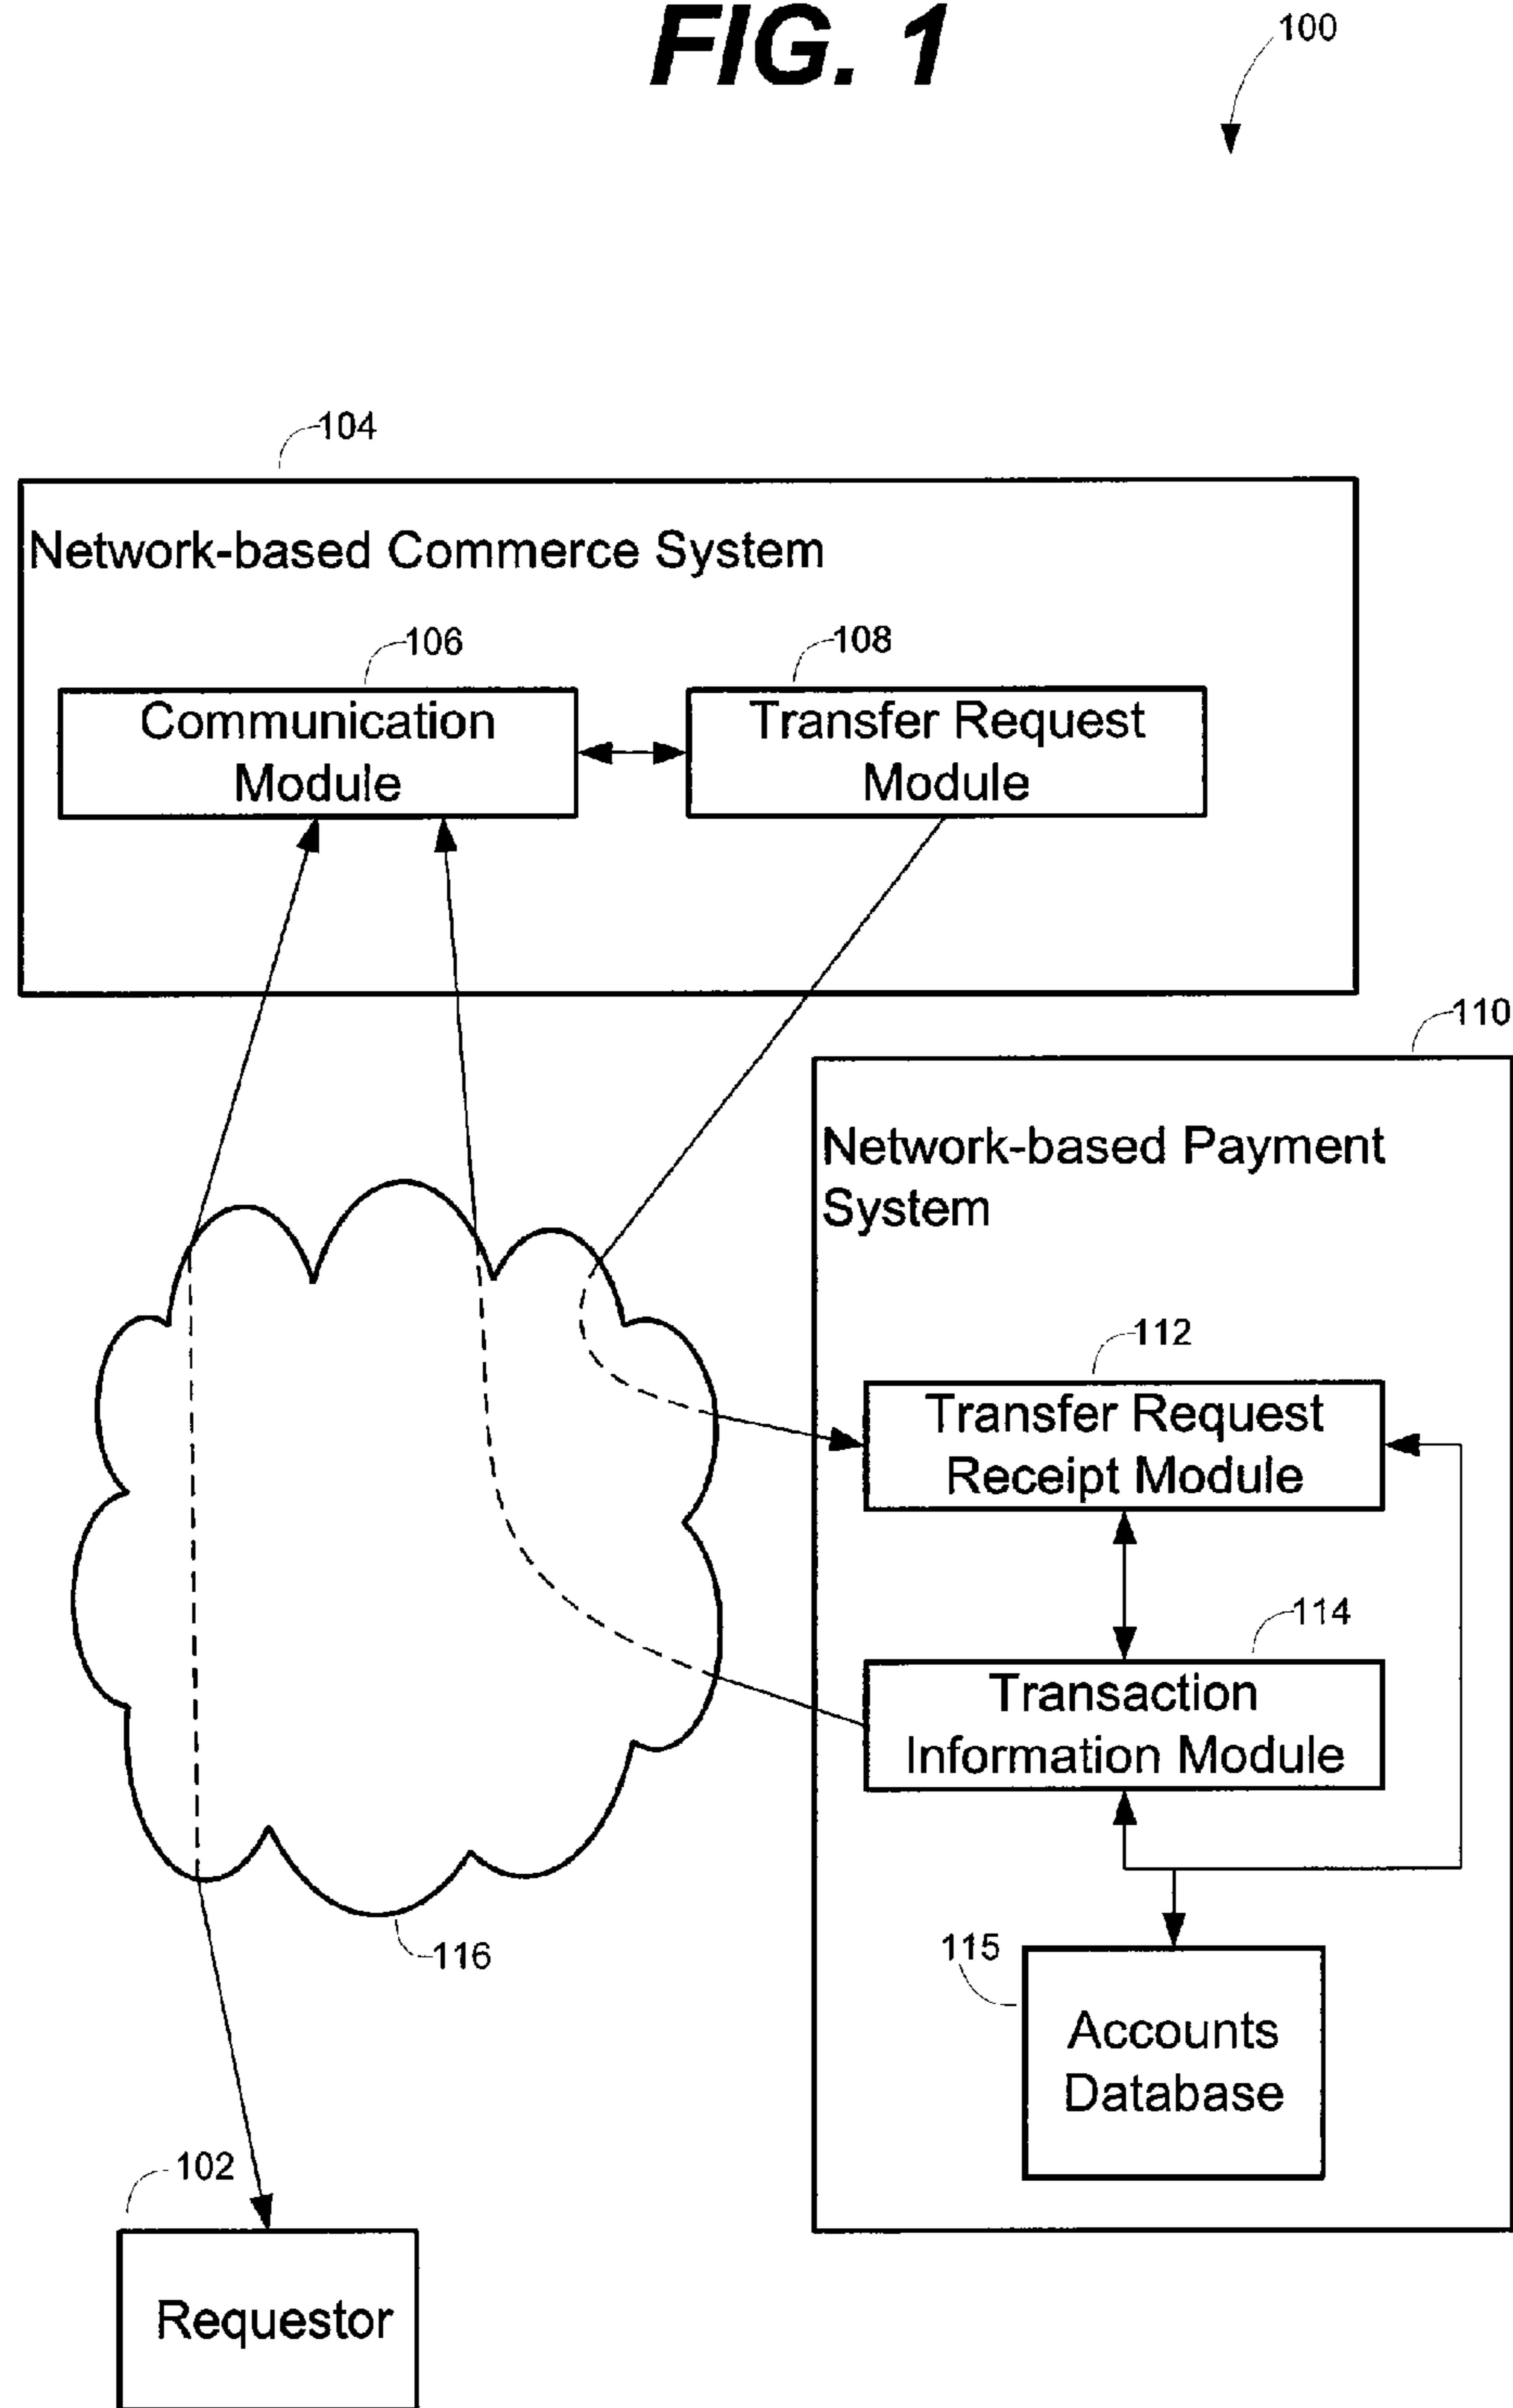 FIG. 1
100
104
Network-based Commerce System
106
108
Communication
Module
Transfer Request
Module
110
Network-based Payment
System
112
Transfer Request
Receipt Module
114
Transaction
Information Module
116
115
Accounts
Database
102
Requestor